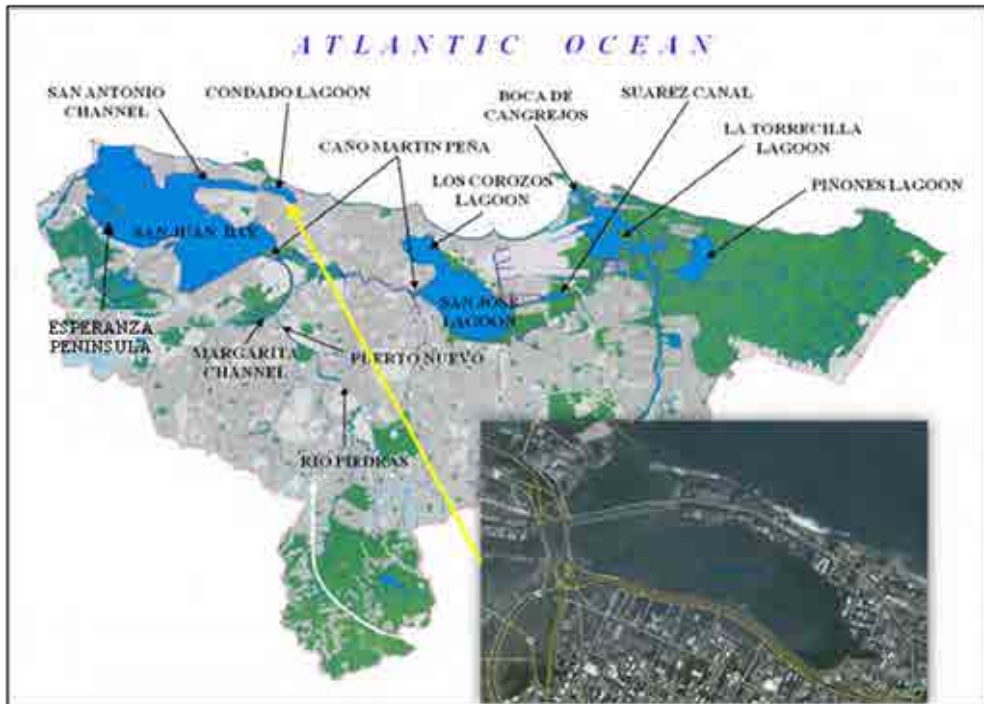 ATLANTIC OCEAN
SAN ANTONIO
CHANNEL
CONDADO LAGOON
BOCA DE
CANGREJOS
SUAREZ CANAL
CAÑO MARTIN PEÑA
LOS COROZOS
LAGOON
LA TORRECILLA
LAGOON
PIÑONES LAGOON
SAN JUAN BAY
SAN JOSE
LAGOON
ESPERANZA
PENINSULA
MARGARITA
CHANNEL
PUERTO NUEVO
RIO PIEDRAS